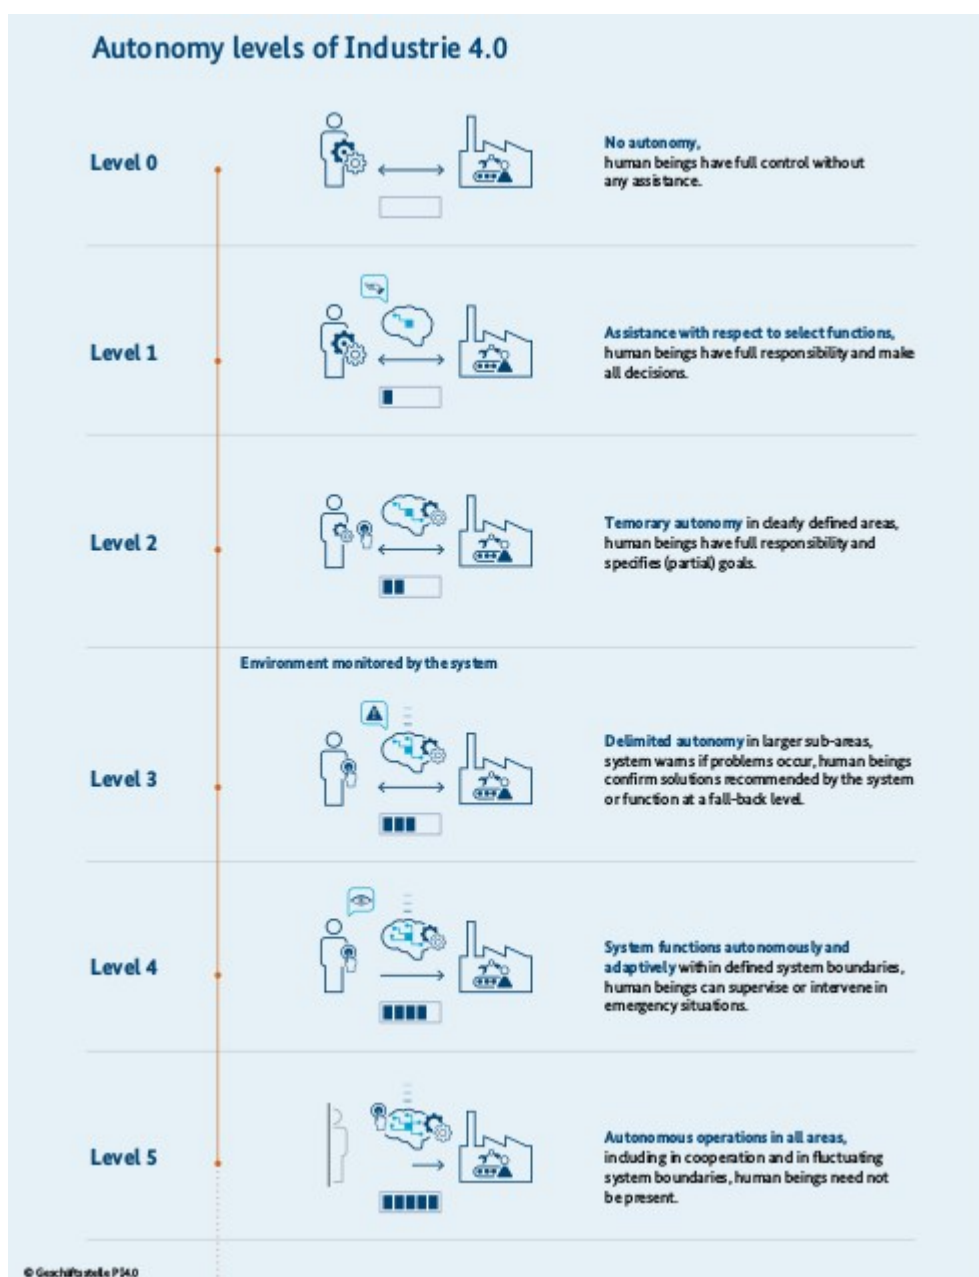 Autonomy levels of Industrie 4.0
Level 0
No autonomy,
human beings have full control without
any assistance.
Level 1
Assistance with respect to select functions,
human beings have full responsibility and make
all decisions.
Level 2
Temorary autonomy in clearly defined areas,
human beings have full responsibility and
specifies (partial) goals.
Environment monitored by the system
Level 3
Delimited autonomy in larger sub-areas,
system warns if problems occur, human beings
confirm solutions recommended by the system
or function at a fall-back level.
Level 4
System functions autonomously and
adaptively within defined system boundaries,
human beings can supervise or intervene in
emergency situations.
Level 5
Autonomous operations in all areas,
including in cooperation and in fluctuating
system boundaries, human beings need not
be present.
© Geschäftsstelle PI4.0